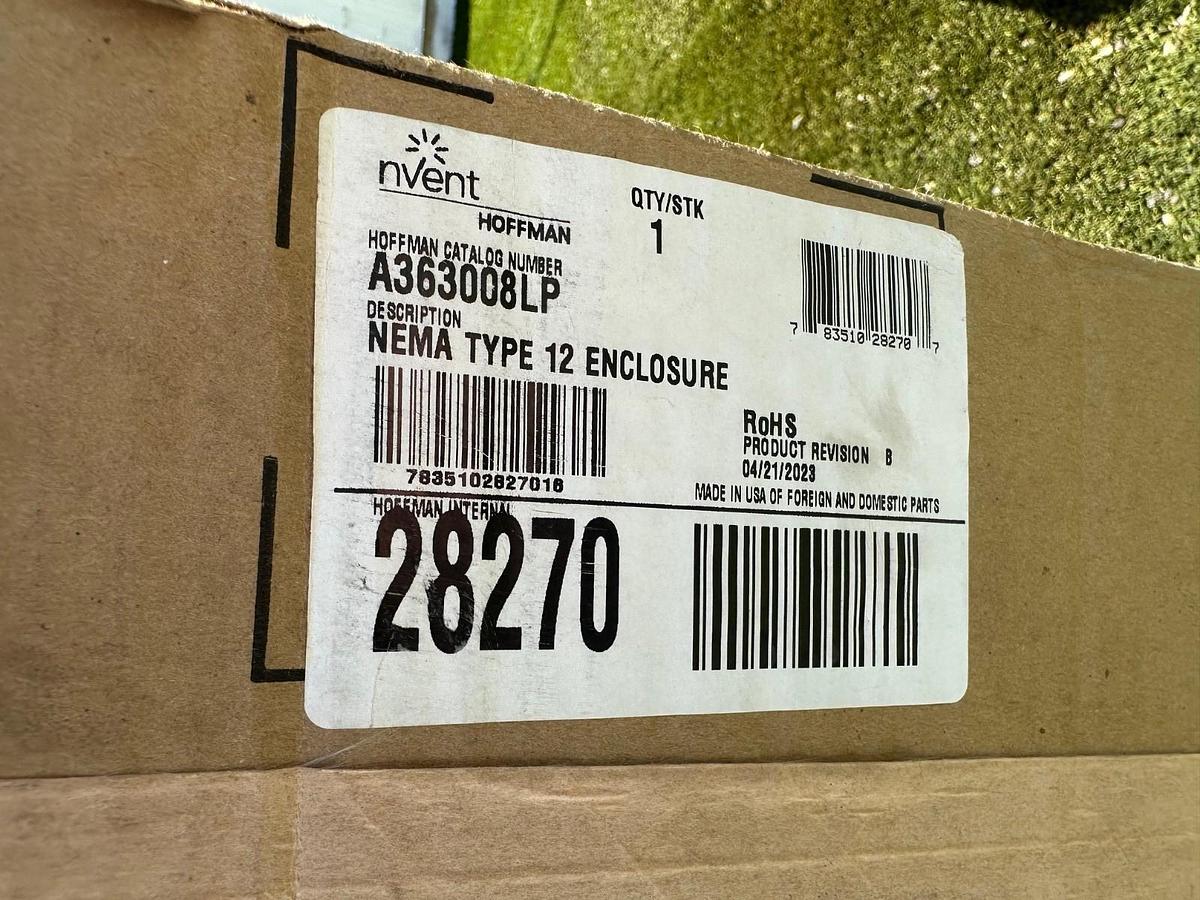 nVent
HOFFMAN
QTY/STK
1
HOFFMAN CATALOG NUMBER
A363008LP
DESCRIPTION
NEMA TYPE 12 ENCLOSURE
7 83510 28270 7
7835102827016
RoHS
PRODUCT REVISION B
04/21/2023
MADE IN USA OF FOREIGN AND DOMESTIC PARTS
HOFFMAN INTERNAL
28270